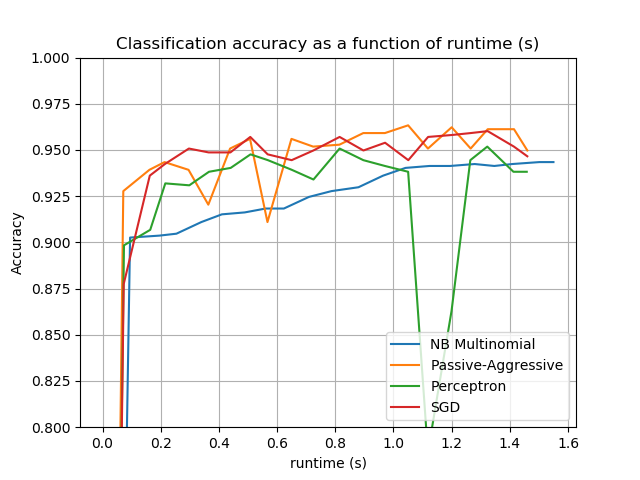 Classification accuracy as a function of runtime (s)
1.000
0.975
0.950
0.925
0.900
0.875
0.850
0.825
0.800
Accuracy
NB Multinomial
Passive-Aggressive
Perceptron
SGD
0.0 0.2 0.4 0.6 0.8 1.0 1.2 1.4 1.6
runtime (s)